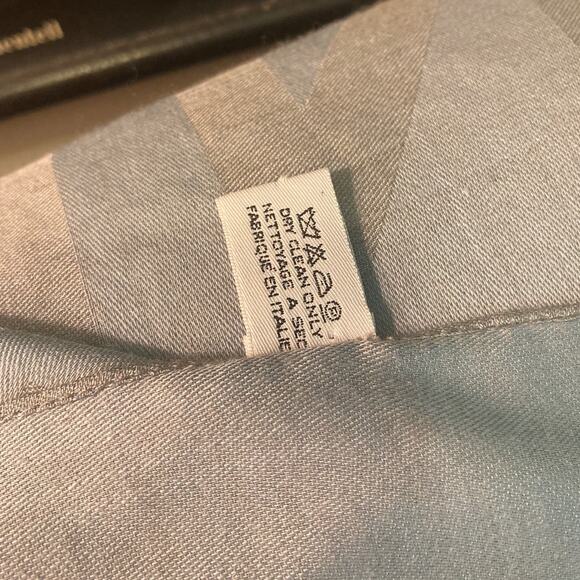 DRY CLEAN ONLY
NETTOYAGE A SEC
FABRIQUÉ EN ITALIE